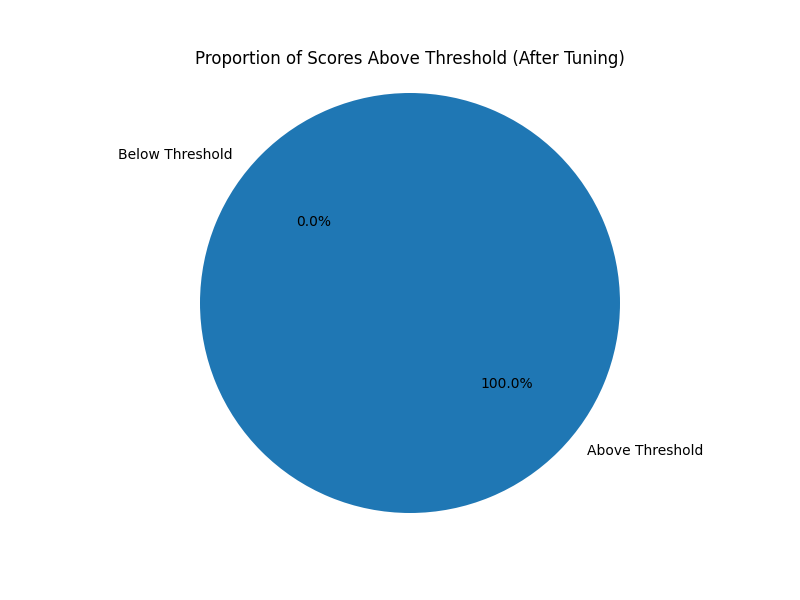 Proportion of Scores Above Threshold (After Tuning)
Below Threshold
0.0%
100.0%
Above Threshold